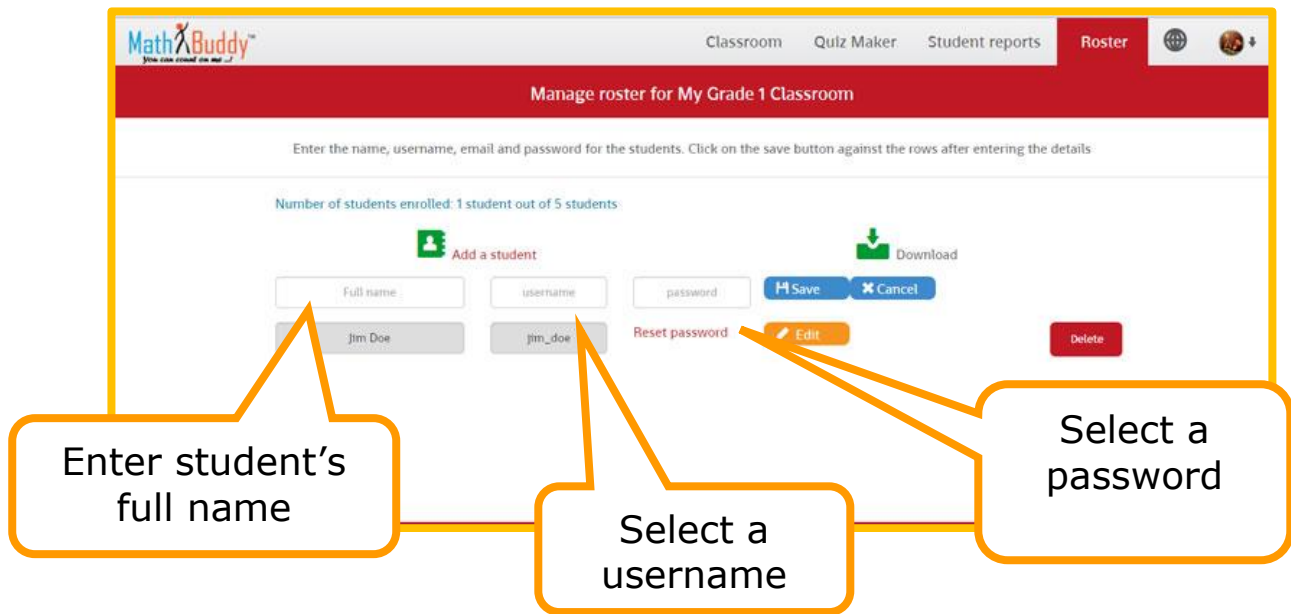 Math Buddy™
You can count on me ...!
Classroom Quiz Maker Student reports Roster
Manage roster for My Grade 1 Classroom
Enter the name, username, email and password for the students. Click on the save button against the rows after entering the details
Number of students enrolled: 1 student out of 5 students
Add a student Download
Full name username password Save Cancel
Jim Doe jim_doe Reset password Edit Delete
Enter student’s
full name
Select a
username
Select a
password